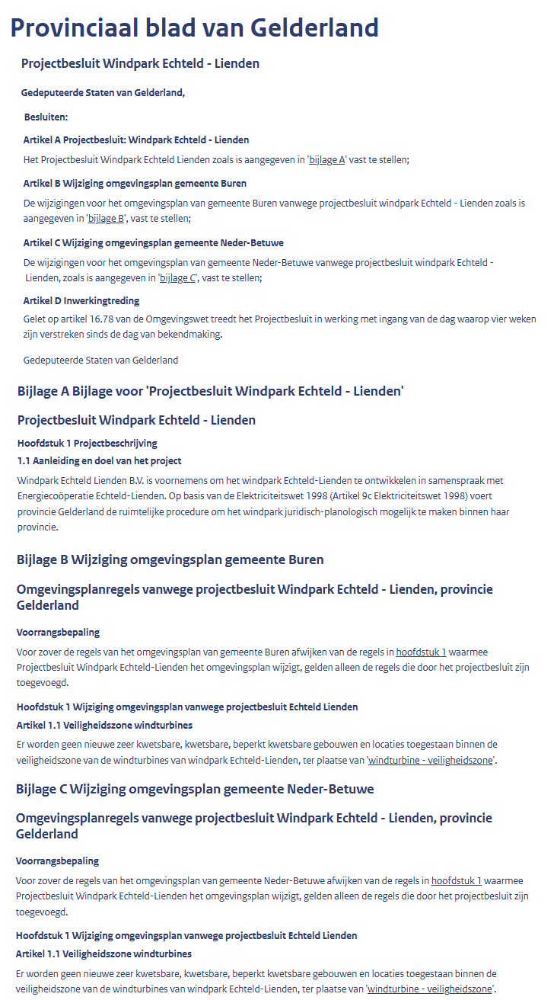 Provinciaal blad van Gelderland
Projectbesluit Windpark Echteld - Lienden
Gedeputeerde Staten van Gelderland,
Besluiten:
Artikel A Projectbesluit: Windpark Echteld - Lienden
Het Projectbesluit Windpark Echteld Lienden zoals is aangegeven in 'bijlage A' vast te stellen;
Artikel B Wijziging omgevingsplan gemeente Buren
De wijzigingen voor het omgevingsplan van gemeente Buren vanwege projectbesluit windpark Echteld - Lienden zoals is
aangegeven in 'bijlage B', vast te stellen;
Artikel C Wijziging omgevingsplan gemeente Neder-Betuwe
De wijzigingen voor het omgevingsplan van gemeente Neder-Betuwe vanwege projectbesluit windpark Echteld -
Lienden, zoals is aangegeven in 'bijlage C', vast te stellen;
Artikel D Inwerkingtreding
Gelet op artikel 16.78 van de Omgevingswet treedt het Projectbesluit in werking met ingang van de dag waarop vier weken
zijn verstreken sinds de dag van bekendmaking.
Gedeputeerde Staten van Gelderland
Bijlage A Bijlage voor 'Projectbesluit Windpark Echteld - Lienden'
Projectbesluit Windpark Echteld - Lienden
Hoofdstuk 1 Projectbeschrijving
1.1 Aanleiding en doel van het project
Windpark Echteld Lienden B.V. is voornemens om het windpark Echteld-Lienden te ontwikkelen in samenspraak met
Energiecoöperatie Echteld-Lienden. Op basis van de Elektriciteitswet 1998 (Artikel 9c Elektriciteitswet 1998) voert
provincie Gelderland de ruimtelijke procedure om het windpark juridisch-planologisch mogelijk te maken binnen haar
provincie.
Bijlage B Wijziging omgevingsplan gemeente Buren
Omgevingsplanregels vanwege projectbesluit Windpark Echteld - Lienden, provincie
Gelderland
Voorrangsbepaling
Voor zover de regels van het omgevingsplan van gemeente Buren afwijken van de regels in hoofdstuk 1 waarmee
Projectbesluit Windpark Echteld-Lienden het omgevingsplan wijzigt, gelden alleen de regels die door het projectbesluit zijn
toegevoegd.
Hoofdstuk 1 Wijziging omgevingsplan vanwege projectbesluit Echteld Lienden
Artikel 1.1 Veiligheidszone windturbines
Er worden geen nieuwe zeer kwetsbare, kwetsbare, beperkt kwetsbare gebouwen en locaties toegestaan binnen de
veiligheidszone van de windturbines van windpark Echteld-Lienden, ter plaatse van 'windturbine - veiligheidszone'.
Bijlage C Wijziging omgevingsplan gemeente Neder-Betuwe
Omgevingsplanregels vanwege projectbesluit Windpark Echteld - Lienden, provincie
Gelderland
Voorrangsbepaling
Voor zover de regels van het omgevingsplan van gemeente Neder-Betuwe afwijken van de regels in hoofdstuk 1 waarmee
Projectbesluit Windpark Echteld-Lienden het omgevingsplan wijzigt, gelden alleen de regels die door het projectbesluit zijn
toegevoegd.
Hoofdstuk 1 Wijziging omgevingsplan vanwege projectbesluit Echteld Lienden
Artikel 1.1 Veiligheidszone windturbines
Er worden geen nieuwe zeer kwetsbare, kwetsbare, beperkt kwetsbare gebouwen en locaties toegestaan binnen de
veiligheidszone van de windturbines van windpark Echteld-Lienden, ter plaatse van 'windturbine - veiligheidszone'.